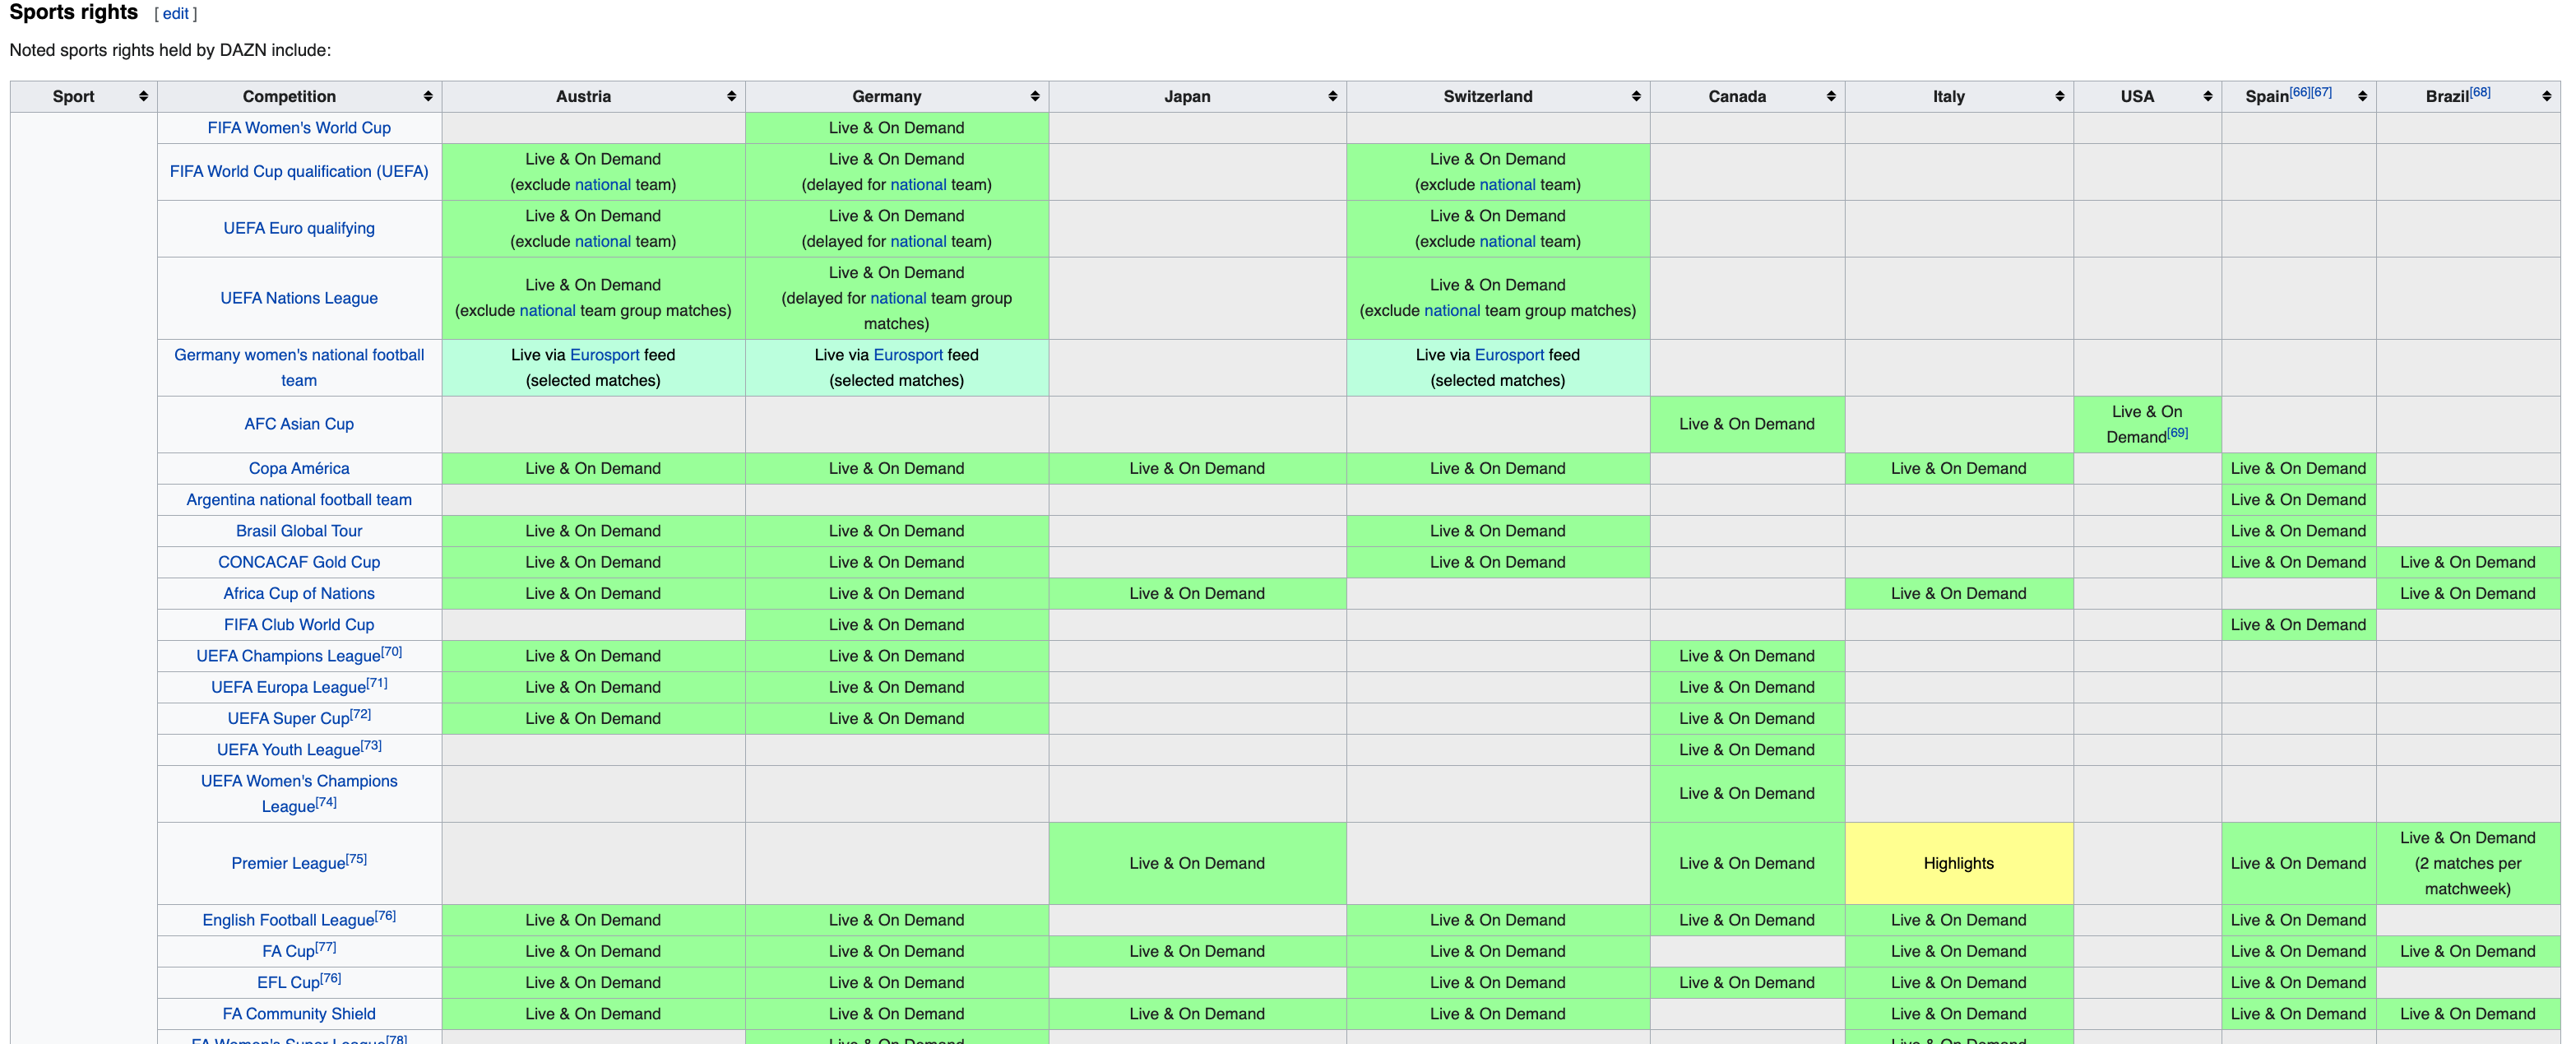 Sports rights [ edit ]
Noted sports rights held by DAZN include:
Sport Competition Austria Germany Japan Switzerland Canada Italy USA Spain[66][67] Brazil[68]
FIFA Women's World Cup Live & On Demand
FIFA World Cup qualification (UEFA) Live & On Demand (exclude national team) Live & On Demand (delayed for national team) Live & On Demand (exclude national team)
UEFA Euro qualifying Live & On Demand (exclude national team) Live & On Demand (delayed for national team) Live & On Demand (exclude national team)
UEFA Nations League Live & On Demand (exclude national team group matches) Live & On Demand (delayed for national team group matches) Live & On Demand (exclude national team group matches)
Germany women's national football team Live via Eurosport feed (selected matches) Live via Eurosport feed (selected matches) Live via Eurosport feed (selected matches)
AFC Asian Cup Live & On Demand Live & On Demand[69]
Copa América Live & On Demand Live & On Demand Live & On Demand Live & On Demand Live & On Demand Live & On Demand
Argentina national football team Live & On Demand
Brasil Global Tour Live & On Demand Live & On Demand Live & On Demand Live & On Demand
CONCACAF Gold Cup Live & On Demand Live & On Demand Live & On Demand Live & On Demand Live & On Demand
Africa Cup of Nations Live & On Demand Live & On Demand Live & On Demand Live & On Demand Live & On Demand
FIFA Club World Cup Live & On Demand Live & On Demand
UEFA Champions League[70] Live & On Demand Live & On Demand Live & On Demand
UEFA Europa League[71] Live & On Demand Live & On Demand Live & On Demand
UEFA Super Cup[72] Live & On Demand Live & On Demand Live & On Demand
UEFA Youth League[73] Live & On Demand
UEFA Women's Champions League[74] Live & On Demand
Premier League[75] Live & On Demand Live & On Demand Highlights Live & On Demand Live & On Demand (2 matches per matchweek)
English Football League[76] Live & On Demand Live & On Demand Live & On Demand Live & On Demand Live & On Demand Live & On Demand
FA Cup[77] Live & On Demand Live & On Demand Live & On Demand Live & On Demand Live & On Demand Live & On Demand Live & On Demand
EFL Cup[76] Live & On Demand Live & On Demand Live & On Demand Live & On Demand Live & On Demand Live & On Demand
FA Community Shield Live & On Demand Live & On Demand Live & On Demand Live & On Demand Live & On Demand Live & On Demand Live & On Demand
FA Women's Super League[78] Live & On Demand Live & On Demand